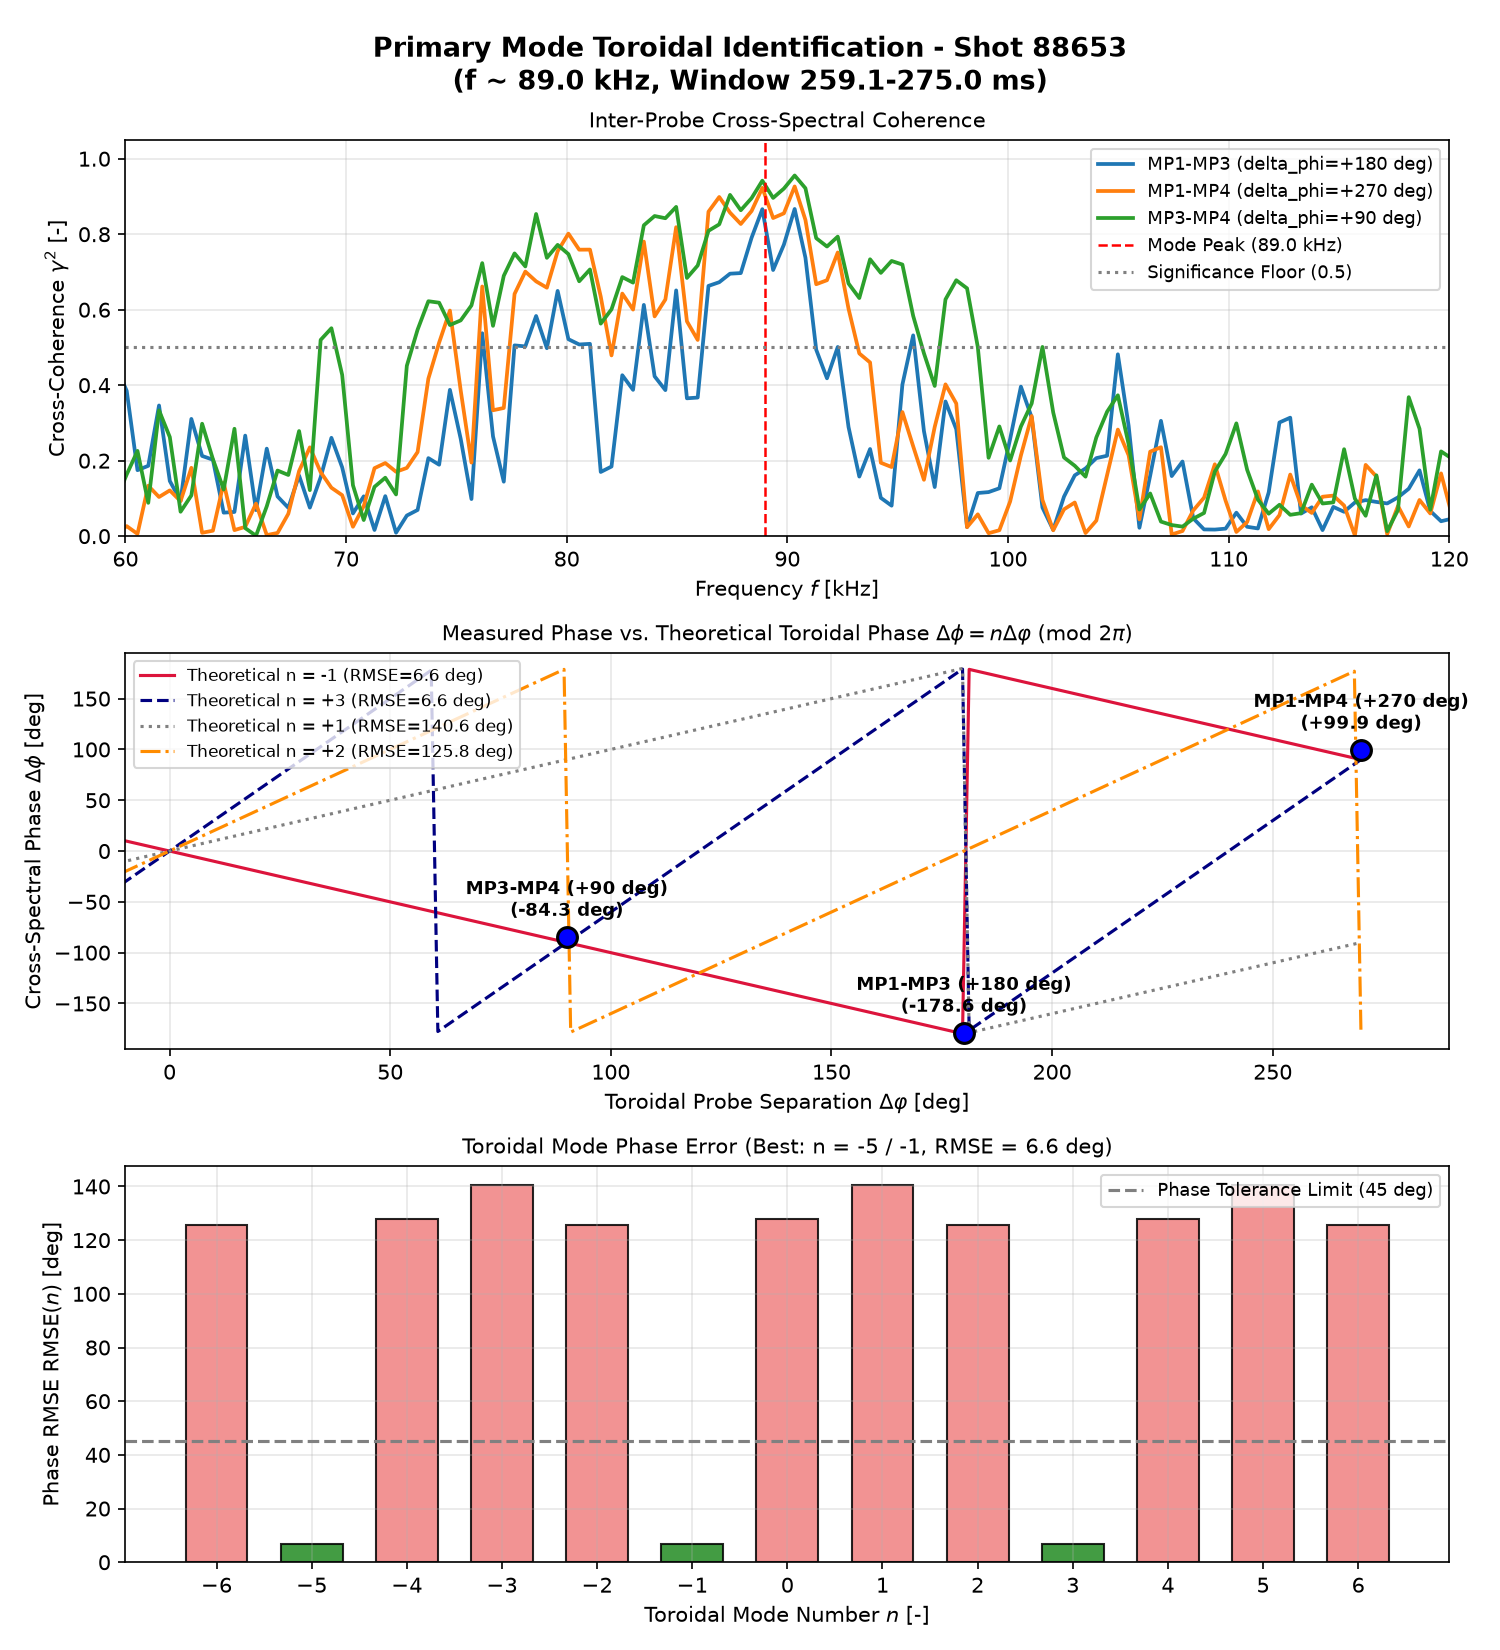 Primary Mode Toroidal Identification - Shot 88653
(f ~ 89.0 kHz, Window 259.1-275.0 ms)
Inter-Probe Cross-Spectral Coherence
Cross-Coherence γ² [-]
1.0
0.8
0.6
0.4
0.2
0.0
MP1-MP3 (delta_phi=+180 deg)
MP1-MP4 (delta_phi=+270 deg)
MP3-MP4 (delta_phi=+90 deg)
Mode Peak (89.0 kHz)
Significance Floor (0.5)
60 70 80 90 100 110 120
Frequency f [kHz]
Measured Phase vs. Theoretical Toroidal Phase Δϕ = nΔφ (mod 2π)
Cross-Spectral Phase Δϕ [deg]
150
100
50
0
−50
−100
−150
Theoretical n = -1 (RMSE=6.6 deg)
Theoretical n = +3 (RMSE=6.6 deg)
Theoretical n = +1 (RMSE=140.6 deg)
Theoretical n = +2 (RMSE=125.8 deg)
MP1-MP4 (+270 deg)
(+99.9 deg)
MP3-MP4 (+90 deg)
(-84.3 deg)
MP1-MP3 (+180 deg)
(-178.6 deg)
0 50 100 150 200 250
Toroidal Probe Separation Δφ [deg]
Toroidal Mode Phase Error (Best: n = -5 / -1, RMSE = 6.6 deg)
Phase RMSE RMSE(n) [deg]
140
120
100
80
60
40
20
0
Phase Tolerance Limit (45 deg)
−6 −5 −4 −3 −2 −1 0 1 2 3 4 5 6
Toroidal Mode Number n [-]